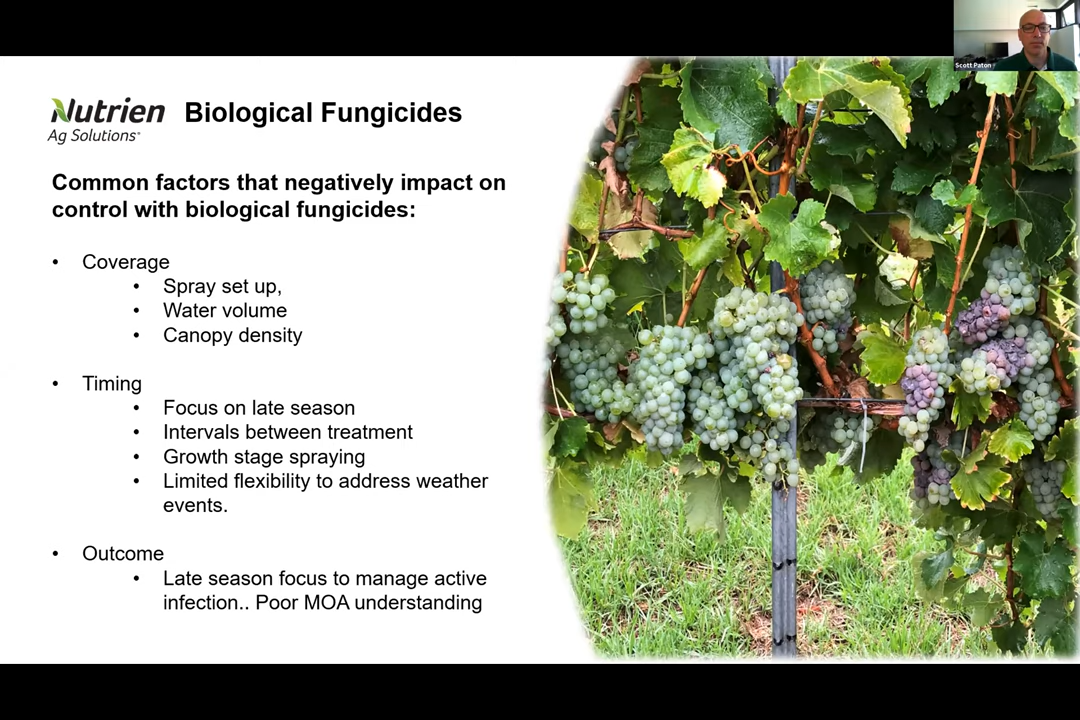 Scott Paton
Nutrien
Ag Solutions
Biological Fungicides
Common factors that negatively impact on
control with biological fungicides:
• Coverage
• Spray set up,
• Water volume
• Canopy density
• Timing
• Focus on late season
• Intervals between treatment
• Growth stage spraying
• Limited flexibility to address weather
events.
• Outcome
• Late season focus to manage active
infection.. Poor MOA understanding